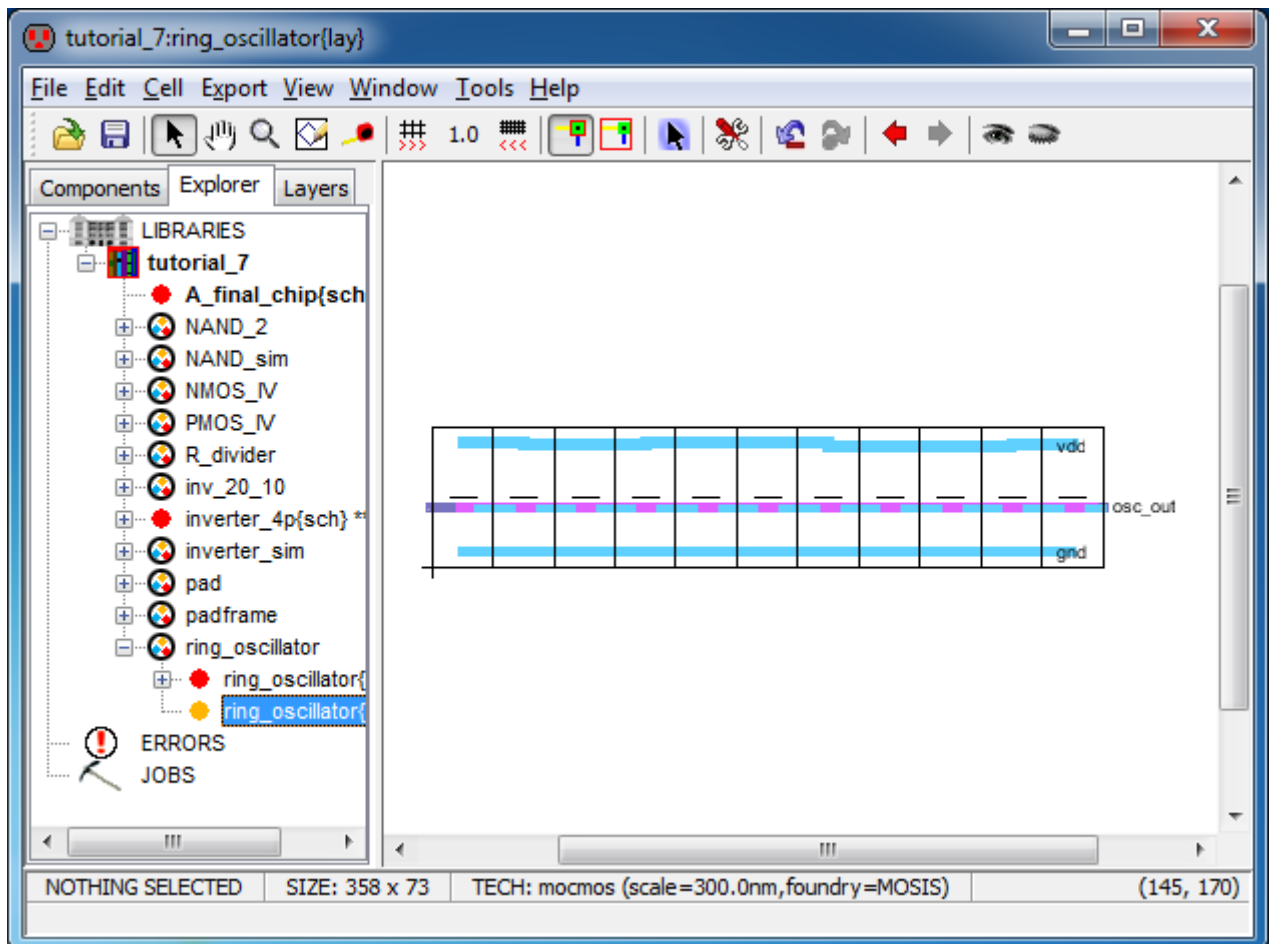 tutorial_7:ring_oscillator{lay}
File Edit Cell Export View Window Tools Help
1.0
Components Explorer Layers
LIBRARIES
tutorial_7
A_final_chip{sch
NAND_2
NAND_sim
NMOS_IV
PMOS_IV
R_divider
inv_20_10
inverter_4p{sch} **
inverter_sim
pad
padframe
ring_oscillator
ring_oscillator{
ring_oscillator{
ERRORS
JOBS
vdd
osc_out
gnd
NOTHING SELECTED SIZE: 358 x 73 TECH: mocmos (scale=300.0nm,foundry=MOSIS) (145, 170)